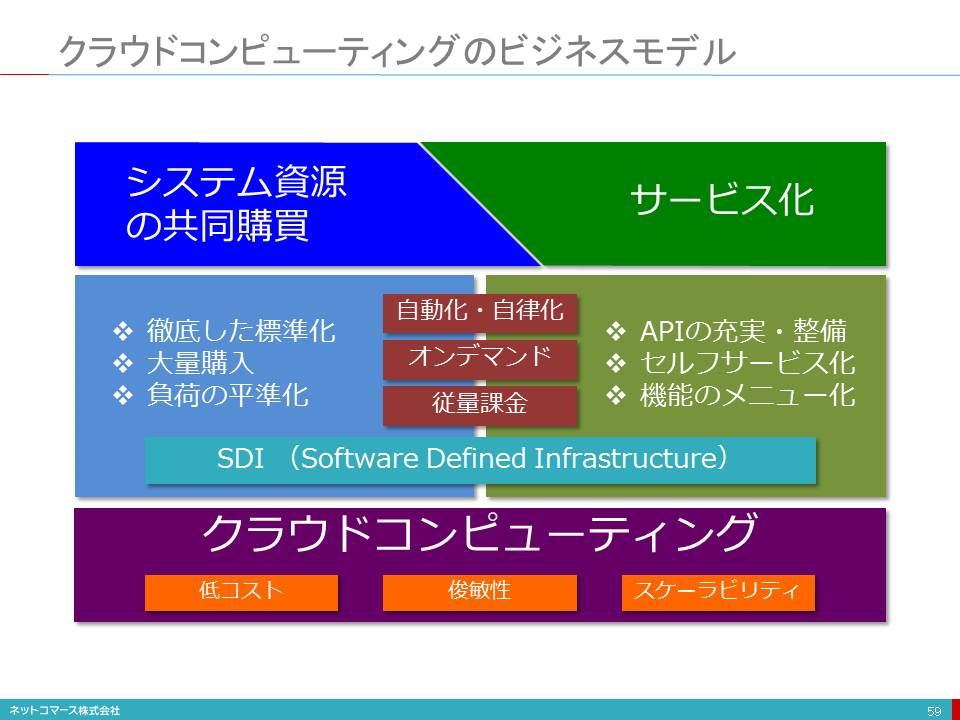 クラウドコンピューティングのビジネスモデル
システム資源
の共同購買
サービス化
❖ 徹底した標準化
❖ 大量購入
❖ 負荷の平準化
自動化・自律化
オンデマンド
従量課金
❖ APIの充実・整備
❖ セルフサービス化
❖ 機能のメニュー化
SDI （Software Defined Infrastructure）
クラウドコンピューティング
低コスト
俊敏性
スケーラビリティ
ネットコマース株式会社
59